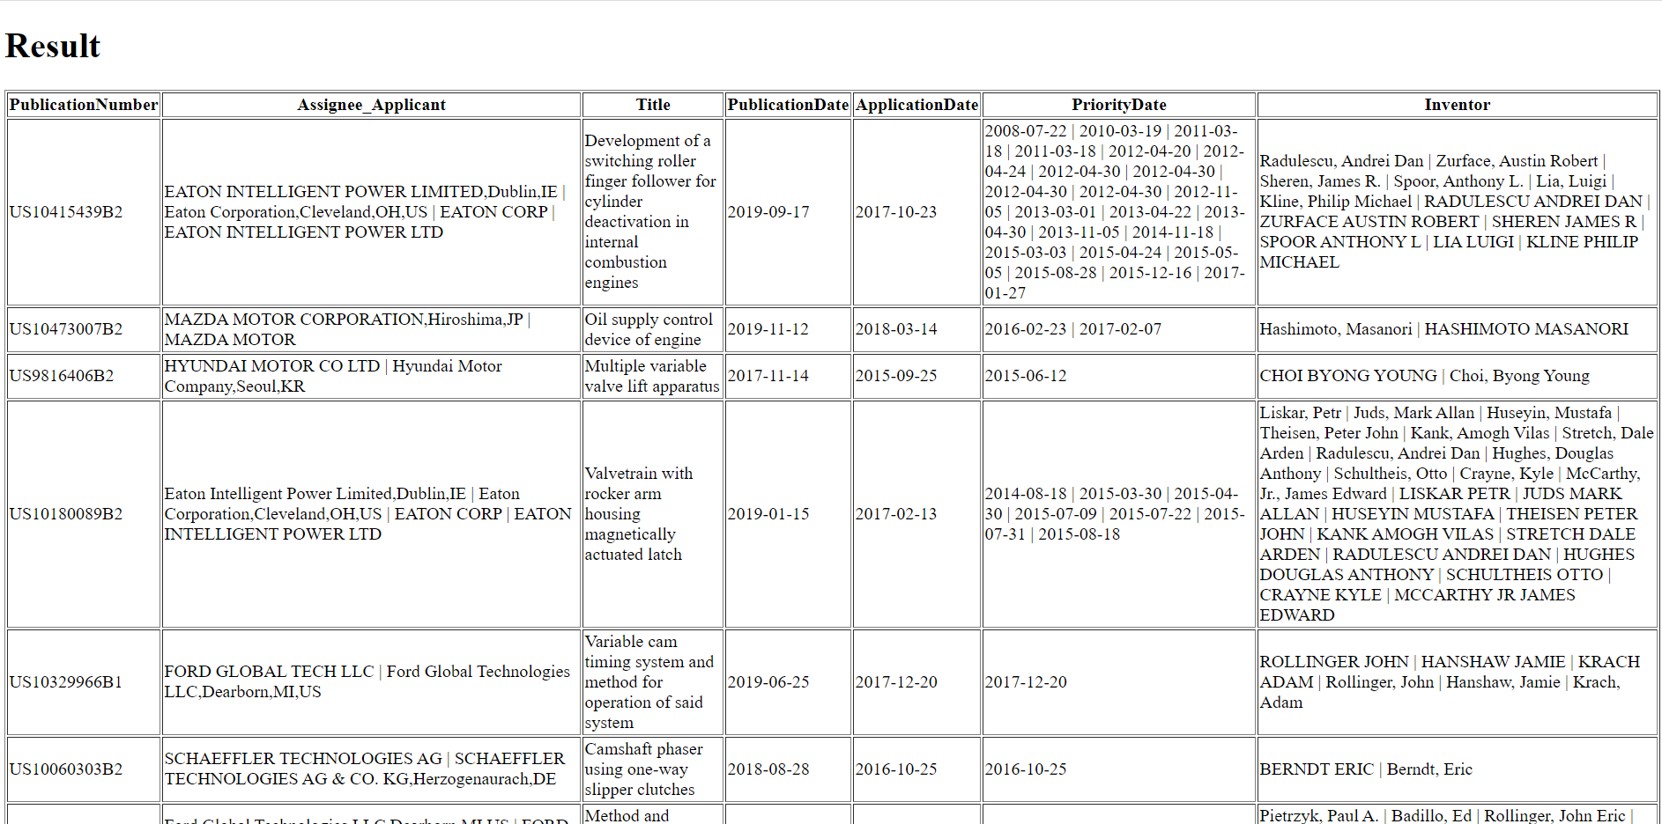 Result
PublicationNumber Assignee_Applicant Title PublicationDate ApplicationDate PriorityDate Inventor
US10415439B2
EATON INTELLIGENT POWER LIMITED,Dublin,IE |
Eaton Corporation,Cleveland,OH,US | EATON CORP |
EATON INTELLIGENT POWER LTD
Development of a
switching roller
finger follower for
cylinder
deactivation in
internal
combustion
engines
2019-09-17
2017-10-23
2008-07-22 | 2010-03-19 | 2011-03-
18 | 2011-03-18 | 2012-04-20 | 2012-
04-24 | 2012-04-30 | 2012-04-30 |
2012-04-30 | 2012-04-30 | 2012-11-
05 | 2013-03-01 | 2013-04-22 | 2013-
04-30 | 2013-11-05 | 2014-11-18 |
2015-03-03 | 2015-04-24 | 2015-05-
05 | 2015-08-28 | 2015-12-16 | 2017-
01-27
Radulescu, Andrei Dan | Zurface, Austin Robert |
Sheren, James R. | Spoor, Anthony L. | Lia, Luigi |
Kline, Philip Michael | RADULESCU ANDREI DAN |
ZURFACE AUSTIN ROBERT | SHEREN JAMES R |
SPOOR ANTHONY L | LIA LUIGI | KLINE PHILIP
MICHAEL
US10473007B2
MAZDA MOTOR CORPORATION,Hiroshima,JP |
MAZDA MOTOR
Oil supply control
device of engine
2019-11-12
2018-03-14
2016-02-23 | 2017-02-07
Hashimoto, Masanori | HASHIMOTO MASANORI
US9816406B2
HYUNDAI MOTOR CO LTD | Hyundai Motor
Company,Seoul,KR
Multiple variable
valve lift apparatus
2017-11-14
2015-09-25
2015-06-12
CHOI BYONG YOUNG | Choi, Byong Young
US10180089B2
Eaton Intelligent Power Limited,Dublin,IE | Eaton
Corporation,Cleveland,OH,US | EATON CORP | EATON
INTELLIGENT POWER LTD
Valvetrain with
rocker arm
housing
magnetically
actuated latch
2019-01-15
2017-02-13
2014-08-18 | 2015-03-30 | 2015-04-
30 | 2015-07-09 | 2015-07-22 | 2015-
07-31 | 2015-08-18
Liskar, Petr | Juds, Mark Allan | Huseyin, Mustafa |
Theisen, Peter John | Kank, Amogh Vilas | Stretch, Dale
Arden | Radulescu, Andrei Dan | Hughes, Douglas
Anthony | Schultheis, Otto | Crayne, Kyle | McCarthy,
Jr., James Edward | LISKAR PETR | JUDS MARK
ALLAN | HUSEYIN MUSTAFA | THEISEN PETER
JOHN | KANK AMOGH VILAS | STRETCH DALE
ARDEN | RADULESCU ANDREI DAN | HUGHES
DOUGLAS ANTHONY | SCHULTHEIS OTTO |
CRAYNE KYLE | MCCARTHY JR JAMES
EDWARD
US10329966B1
FORD GLOBAL TECH LLC | Ford Global Technologies
LLC,Dearborn,MI,US
Variable cam
timing system and
method for
operation of said
system
2019-06-25
2017-12-20
2017-12-20
ROLLINGER JOHN | HANSHAW JAMIE | KRACH
ADAM | Rollinger, John | Hanshaw, Jamie | Krach,
Adam
US10060303B2
SCHAEFFLER TECHNOLOGIES AG | SCHAEFFLER
TECHNOLOGIES AG & CO. KG,Herzogenaurach,DE
Camshaft phaser
using one-way
slipper clutches
2018-08-28
2016-10-25
2016-10-25
BERNDT ERIC | Berndt, Eric
Ford Global Technologies LLC,Dearborn,MI,US | FORD
Method and
Pietrzyk, Paul A. | Badillo, Ed | Rollinger, John Eric |